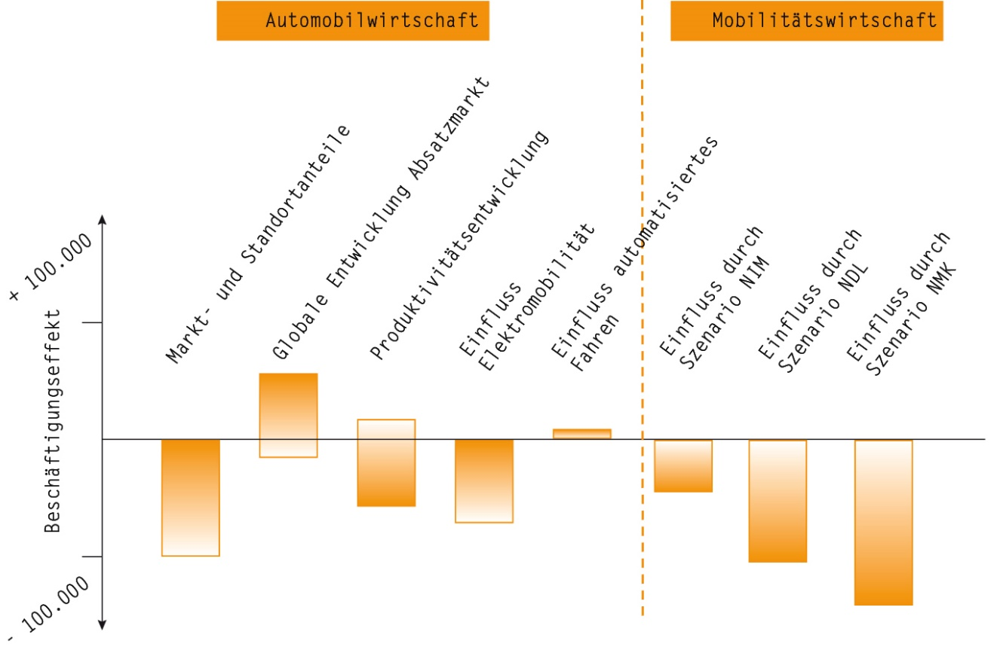 Automobilwirtschaft
Mobilitätswirtschaft
+ 100.000
Beschäftigungseffekt
- 100.000
Markt- und Standortanteile
Globale Entwicklung Absatzmarkt
Produktivitätsentwicklung
Einfluss
Elektromobilität
Einfluss automatisiertes
Fahren
Einfluss durch
Szenario NIM
Einfluss durch
Szenario NDL
Einfluss durch
Szenario NMK